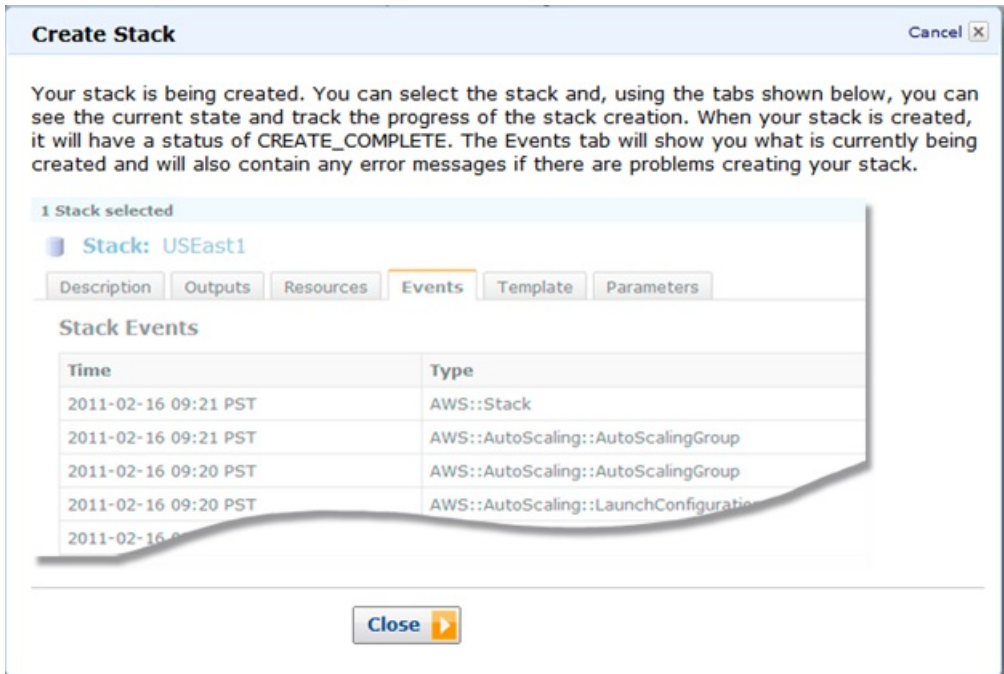 Create Stack
Cancel
Your stack is being created. You can select the stack and, using the tabs shown below, you can
see the current state and track the progress of the stack creation. When your stack is created,
it will have a status of CREATE_COMPLETE. The Events tab will show you what is currently being
created and will also contain any error messages if there are problems creating your stack.
1 Stack selected
Stack: USEast1
Description Outputs Resources Events Template Parameters
Stack Events
Time Type
2011-02-16 09:21 PST AWS::Stack
2011-02-16 09:21 PST AWS::AutoScaling::AutoScalingGroup
2011-02-16 09:20 PST AWS::AutoScaling::AutoScalingGroup
2011-02-16 09:20 PST AWS::AutoScaling::LaunchConfiguration
2011-02-16
Close